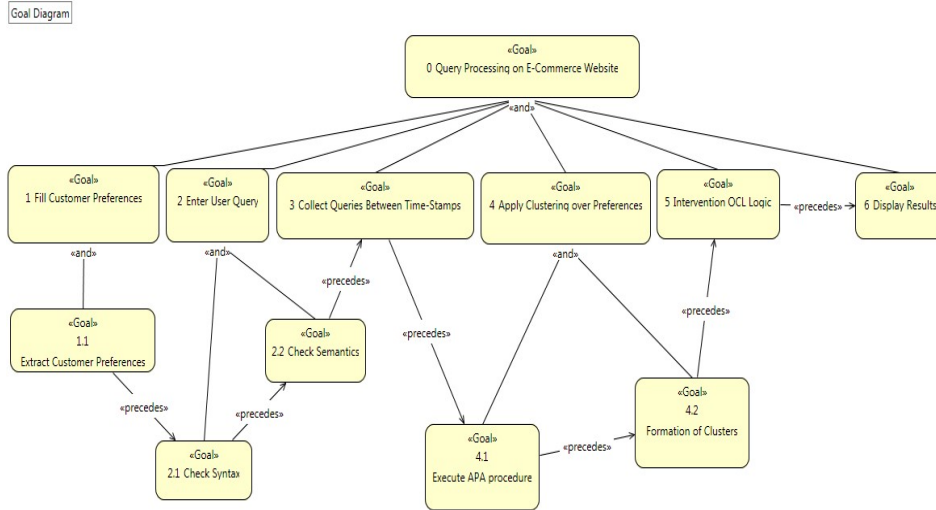 Goal Diagram
«Goal»
0 Query Processing on E-Commerce Website
«and»
«Goal»
1 Fill Customer Preferences
«Goal»
2 Enter User Query
«Goal»
3 Collect Queries Between Time-Stamps
«Goal»
4 Apply Clustering over Preferences
«Goal»
5 Intervention OCL Logic
«precedes»
«Goal»
6 Display Results
«and»
«and»
«and»
«precedes»
«precedes»
«precedes»
«Goal»
1.1
Extract Customer Preferences
«Goal»
2.2 Check Semantics
«precedes»
«precedes»
«Goal»
2.1 Check Syntax
«Goal»
4.1
Execute APA procedure
«precedes»
«Goal»
4.2
Formation of Clusters